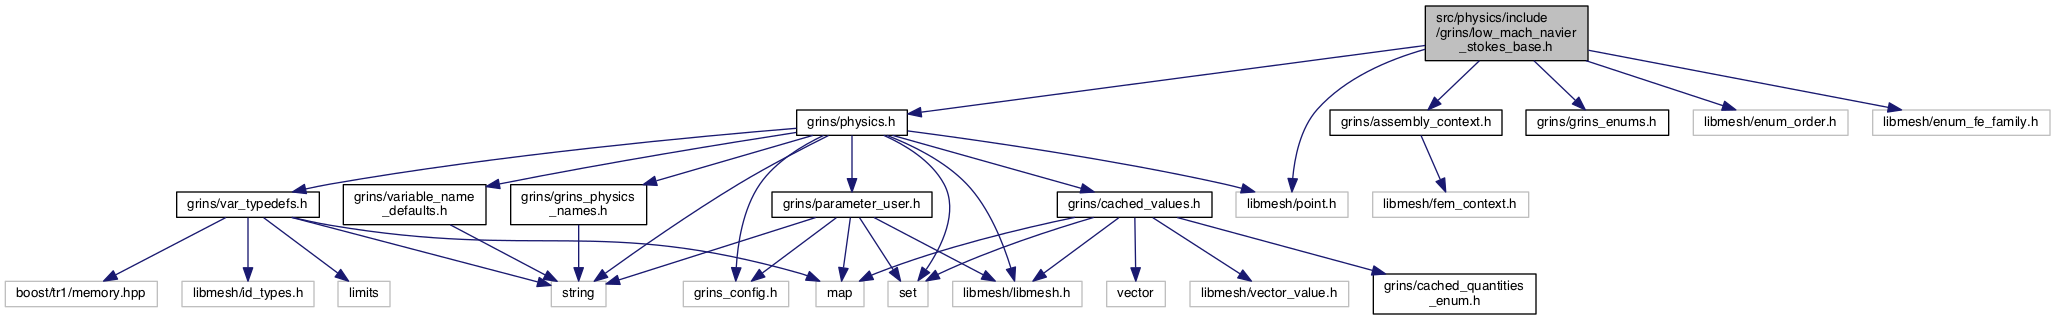 src/physics/include
/grins/low_mach_navier
_stokes_base.h
grins/physics.h
grins/assembly_context.h
grins/grins_enums.h
libmesh/enum_order.h
libmesh/enum_fe_family.h
grins/var_typedefs.h
grins/variable_name
_defaults.h
grins/grins_physics
_names.h
grins/parameter_user.h
grins/cached_values.h
libmesh/point.h
libmesh/fem_context.h
boost/tr1/memory.hpp
libmesh/id_types.h
limits
string
grins_config.h
map
set
libmesh/libmesh.h
vector
libmesh/vector_value.h
grins/cached_quantities
_enum.h